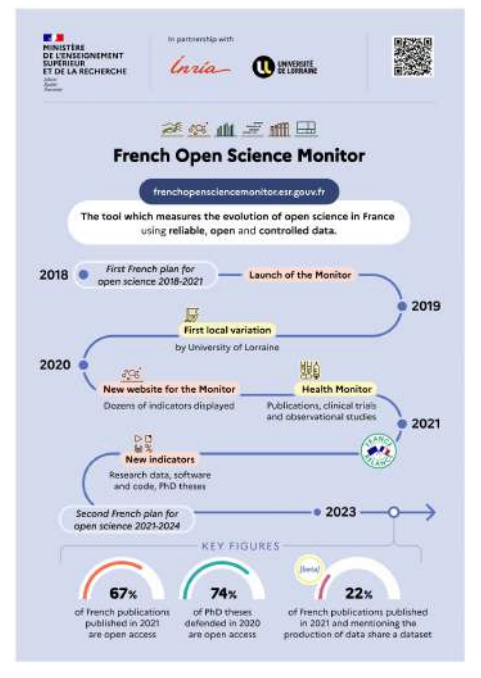 MINISTÈRE
DE L'ENSEIGNEMENT
SUPÉRIEUR
ET DE LA RECHERCHE
Liberté
Égalité
Fraternité
In partnership with
Inria
UNIVERSITÉ
DE LORRAINE
French Open Science Monitor
frenchopensciencemonitor.esr.gouv.fr
The tool which measures the evolution of open science in France
using reliable, open and controlled data.
2018
First French plan for
open science 2018-2021
Launch of the Monitor
2019
First local variation
by University of Lorraine
2020
New website for the Monitor
Dozens of indicators displayed
Health Monitor
Publications, clinical trials
and observational studies
2021
FRANCE
RELANCE
New indicators
Research data, software
and code, PhD theses
Second French plan for
open science 2021-2024
2023
KEY FIGURES
67%
of French publications
published in 2021
are open access
74%
of PhD theses
defended in 2020
are open access
[beta]
22%
of French publications published
in 2021 and mentioning the
production of data share a dataset